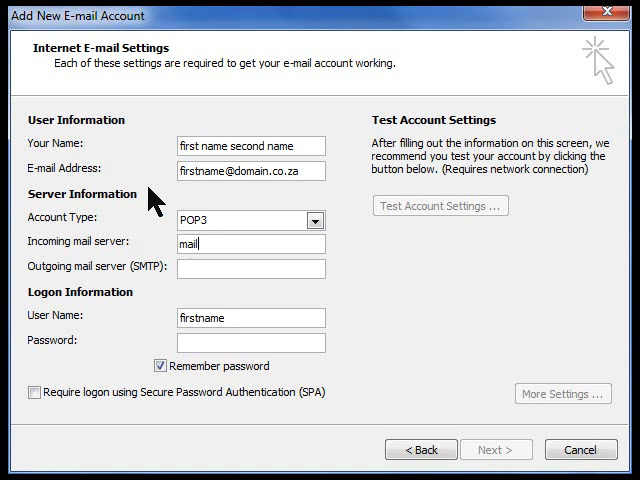 Add New E-mail Account
Internet E-mail Settings
Each of these settings are required to get your e-mail account working.
User Information
Your Name:
first name second name
E-mail Address:
firstname@domain.co.za
Server Information
Account Type:
POP3
Incoming mail server:
mail
Outgoing mail server (SMTP):
Logon Information
User Name:
firstname
Password:
Remember password
Require logon using Secure Password Authentication (SPA)
Test Account Settings
After filling out the information on this screen, we
recommend you test your account by clicking the
button below. (Requires network connection)
Test Account Settings ...
More Settings ...
< Back
Next >
Cancel